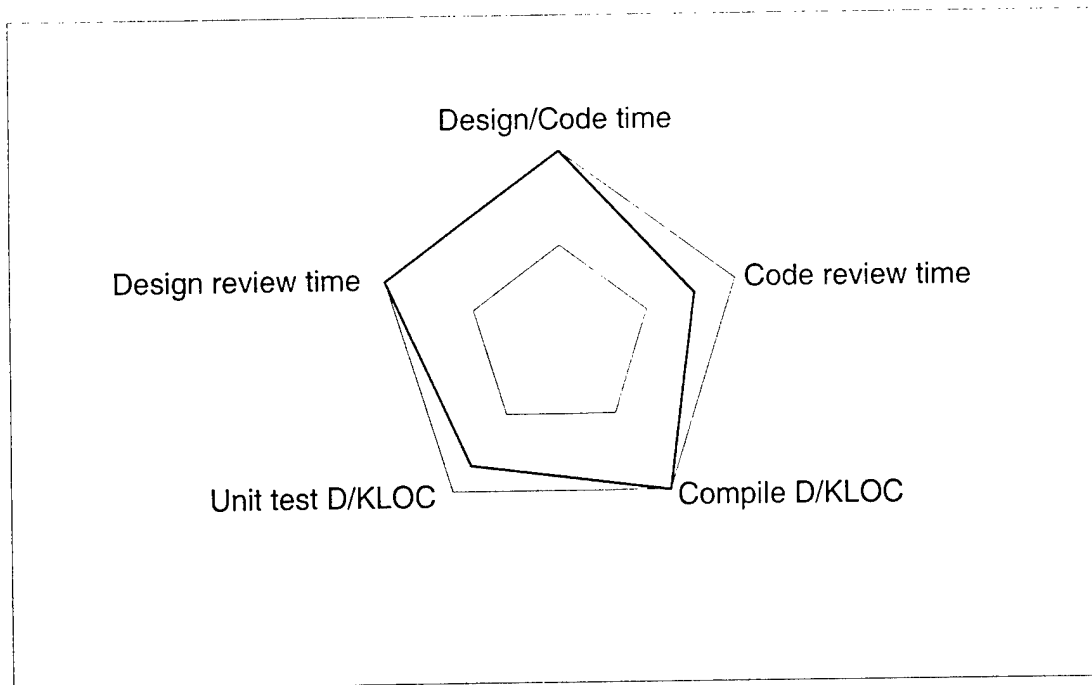 Design/Code time
Design review time
Code review time
Unit test D/KLOC
Compile D/KLOC